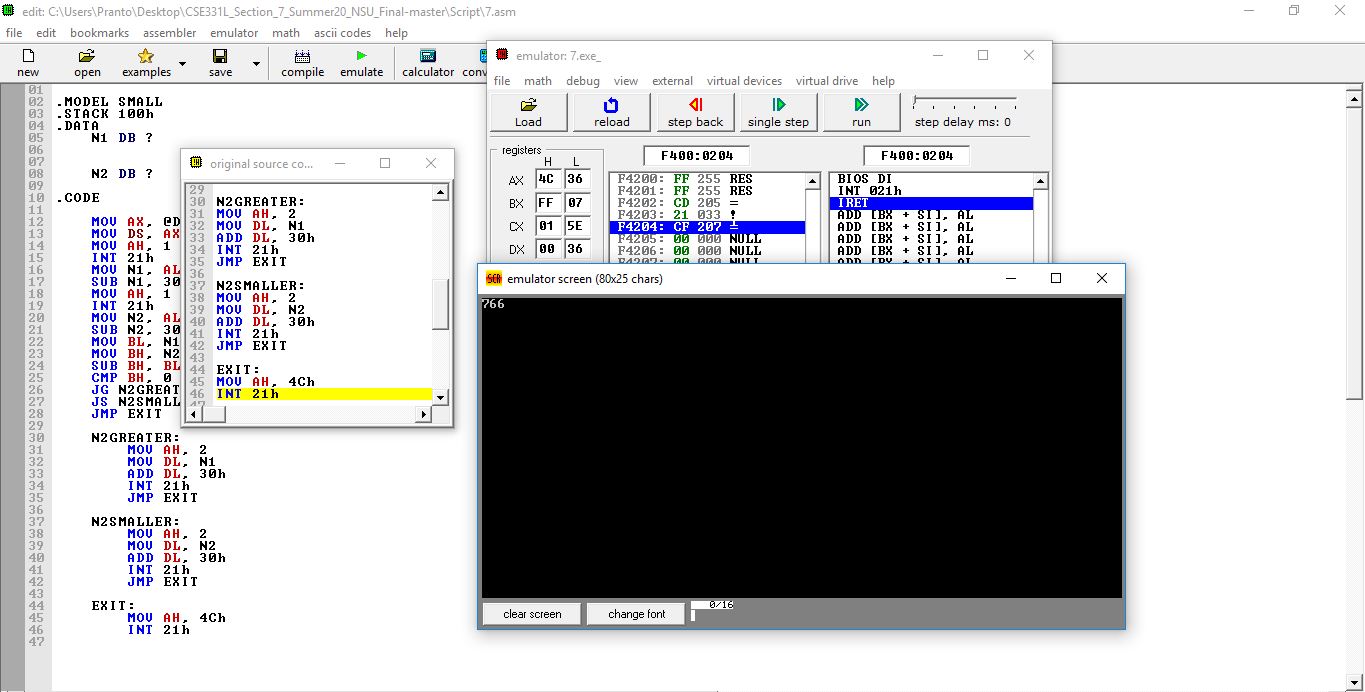 edit: C:\Users\Pranto\Desktop\CSE331L_Section_7_Summer20_NSU_Final-master\Script\7.asm
file edit bookmarks assembler emulator math ascii codes help
new open examples save compile emulate calculator conv
01
02 .MODEL SMALL
03 .STACK 100h
04 .DATA
05 N1 DB ?
06
07
08 N2 DB ?
09
10 .CODE
11
12 MOV AX, @D
13 MOV DS, AX
14 MOV AH, 1
15 INT 21h
16 MOV N1, AL
17 SUB N1, 30
18 MOV AH, 1
19 INT 21h
20 MOV N2, AL
21 SUB N2, 30
22 MOV BL, N1
23 MOV BH, N2
24 SUB BH, BL
25 CMP BH, 0
26 JG N2GREAT
27 JS N2SMALL
28 JMP EXIT
29
30 N2GREATER:
31 MOV AH, 2
32 MOV DL, N1
33 ADD DL, 30h
34 INT 21h
35 JMP EXIT
36
37 N2SMALLER:
38 MOV AH, 2
39 MOV DL, N2
40 ADD DL, 30h
41 INT 21h
42 JMP EXIT
43
44 EXIT:
45 MOV AH, 4Ch
46 INT 21h
47
original source co...
29
30 N2GREATER:
31 MOV AH, 2
32 MOV DL, N1
33 ADD DL, 30h
34 INT 21h
35 JMP EXIT
36
37 N2SMALLER:
38 MOV AH, 2
39 MOV DL, N2
40 ADD DL, 30h
41 INT 21h
42 JMP EXIT
43
44 EXIT:
45 MOV AH, 4Ch
46 INT 21h
emulator: 7.exe_
file math debug view external virtual devices virtual drive help
Load reload step back single step run step delay ms: 0
registers F400:0204 F400:0204
H L
AX 4C 36
BX FF 07
CX 01 5E
DX 00 36
F4200: FF 255 RES
F4201: FF 255 RES
F4202: CD 205 =
F4203: 21 033 !
F4204: CF 207
F4205: 00 000 NULL
F4206: 00 000 NULL
F4207: 00 000 NULL
BIOS DI
INT 021h
IRET
ADD [BX + SI], AL
ADD [BX + SI], AL
ADD [BX + SI], AL
ADD [BX + SI], AL
ADD [BX + SI], AL
SCR emulator screen (80x25 chars)
766
clear screen change font 0/16